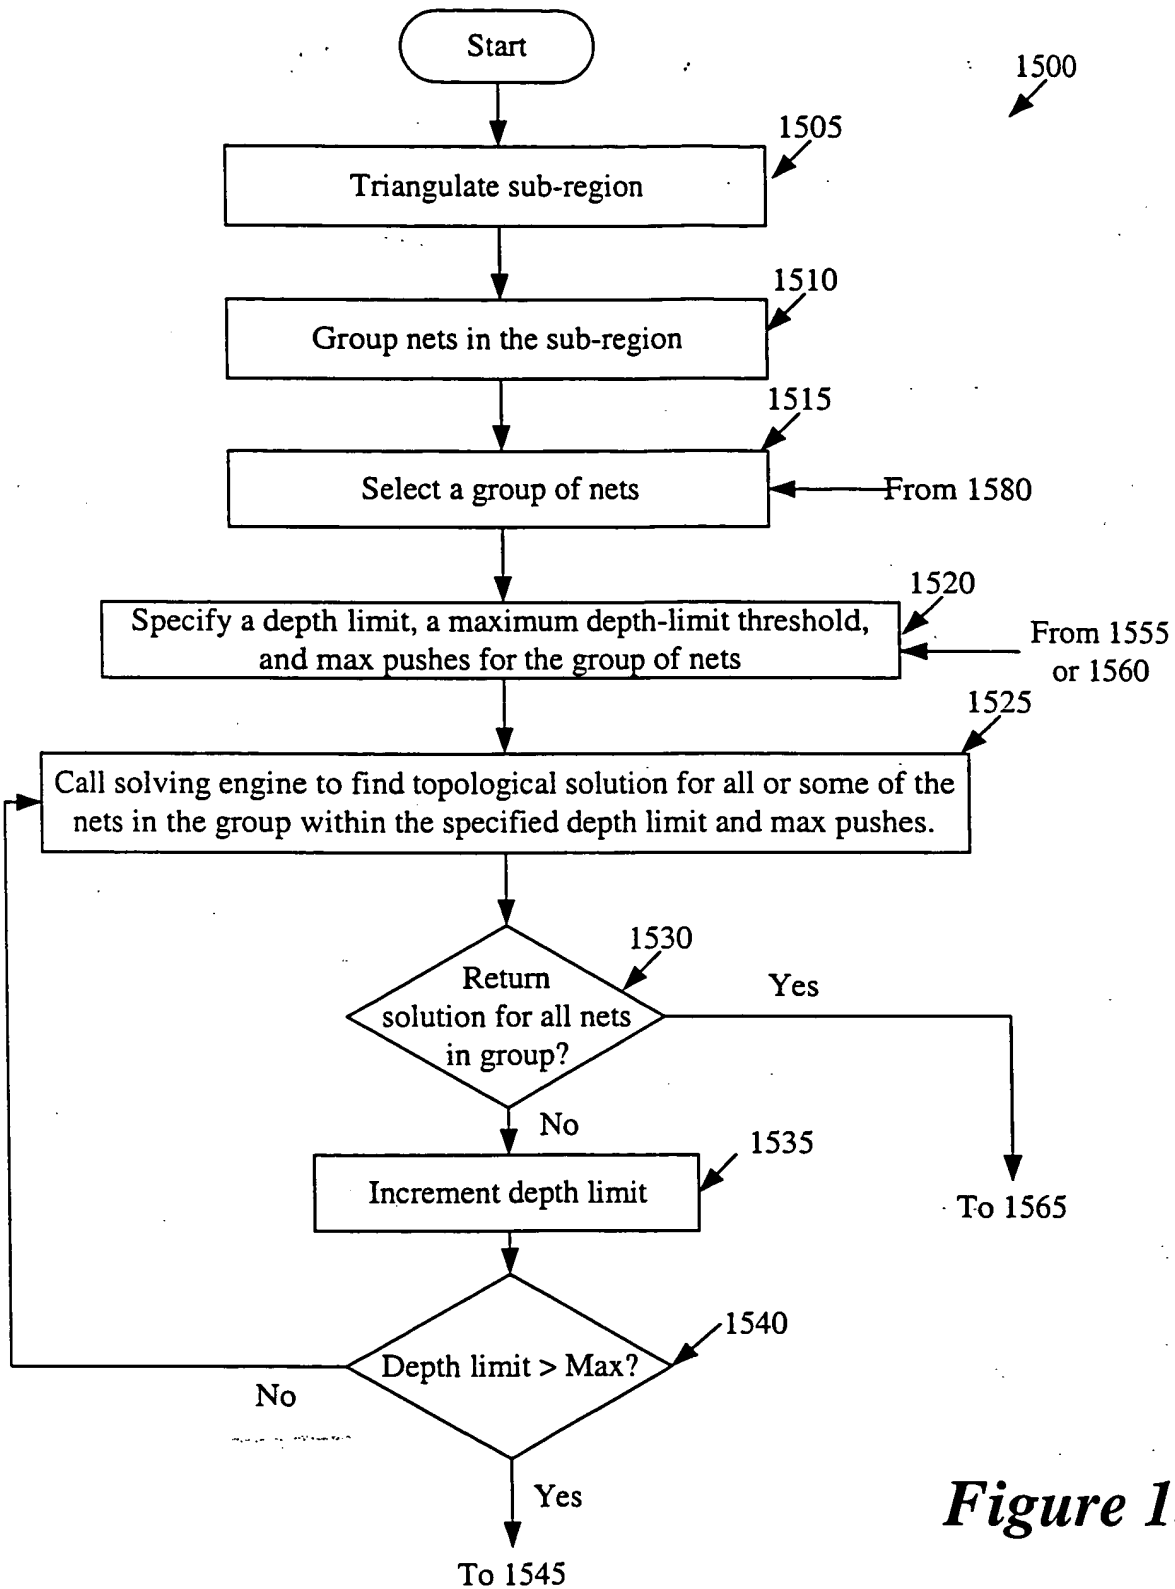 Start
1500
1505
Triangulate sub-region
1510
Group nets in the sub-region
1515
Select a group of nets
From 1580
1520
Specify a depth limit, a maximum depth-limit threshold,
and max pushes for the group of nets
From 1555
or 1560
1525
Call solving engine to find topological solution for all or some of the
nets in the group within the specified depth limit and max pushes.
1530
Return
solution for all nets
in group?
Yes
No
1535
Increment depth limit
To 1565
1540
Depth limit > Max?
No
Yes
To 1545
Figure 1